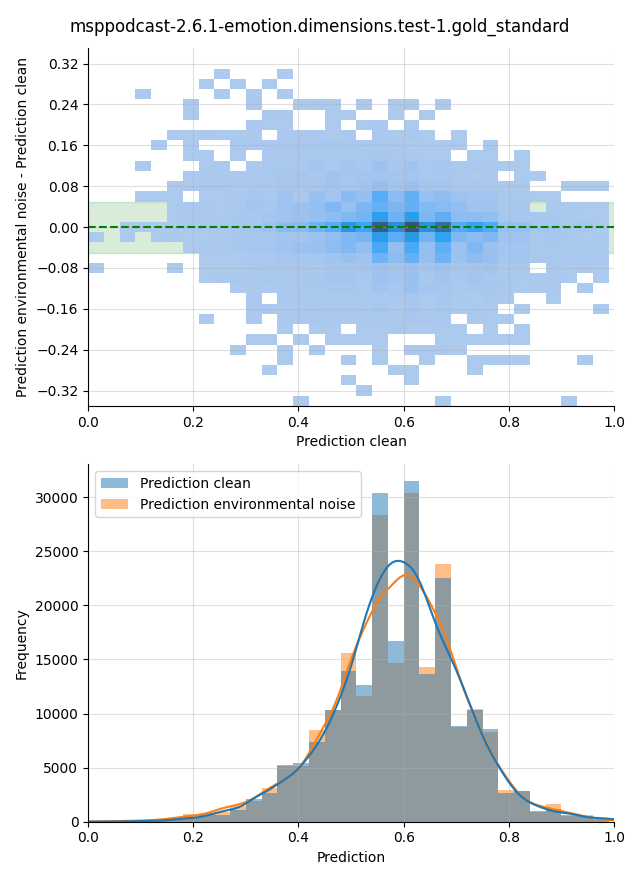 msppodcast-2.6.1-emotion.dimensions.test-1.gold_standard
Prediction environmental noise - Prediction clean
0.32
0.24
0.16
0.08
0.00
−0.08
−0.16
−0.24
−0.32
0.0 0.2 0.4 0.6 0.8 1.0
Prediction clean
Prediction clean
Prediction environmental noise
Frequency
30000
25000
20000
15000
10000
5000
0
0.0 0.2 0.4 0.6 0.8 1.0
Prediction